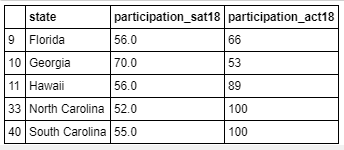 state participation_sat18 participation_act18
9 Florida 56.0 66
10 Georgia 70.0 53
11 Hawaii 56.0 89
33 North Carolina 52.0 100
40 South Carolina 55.0 100